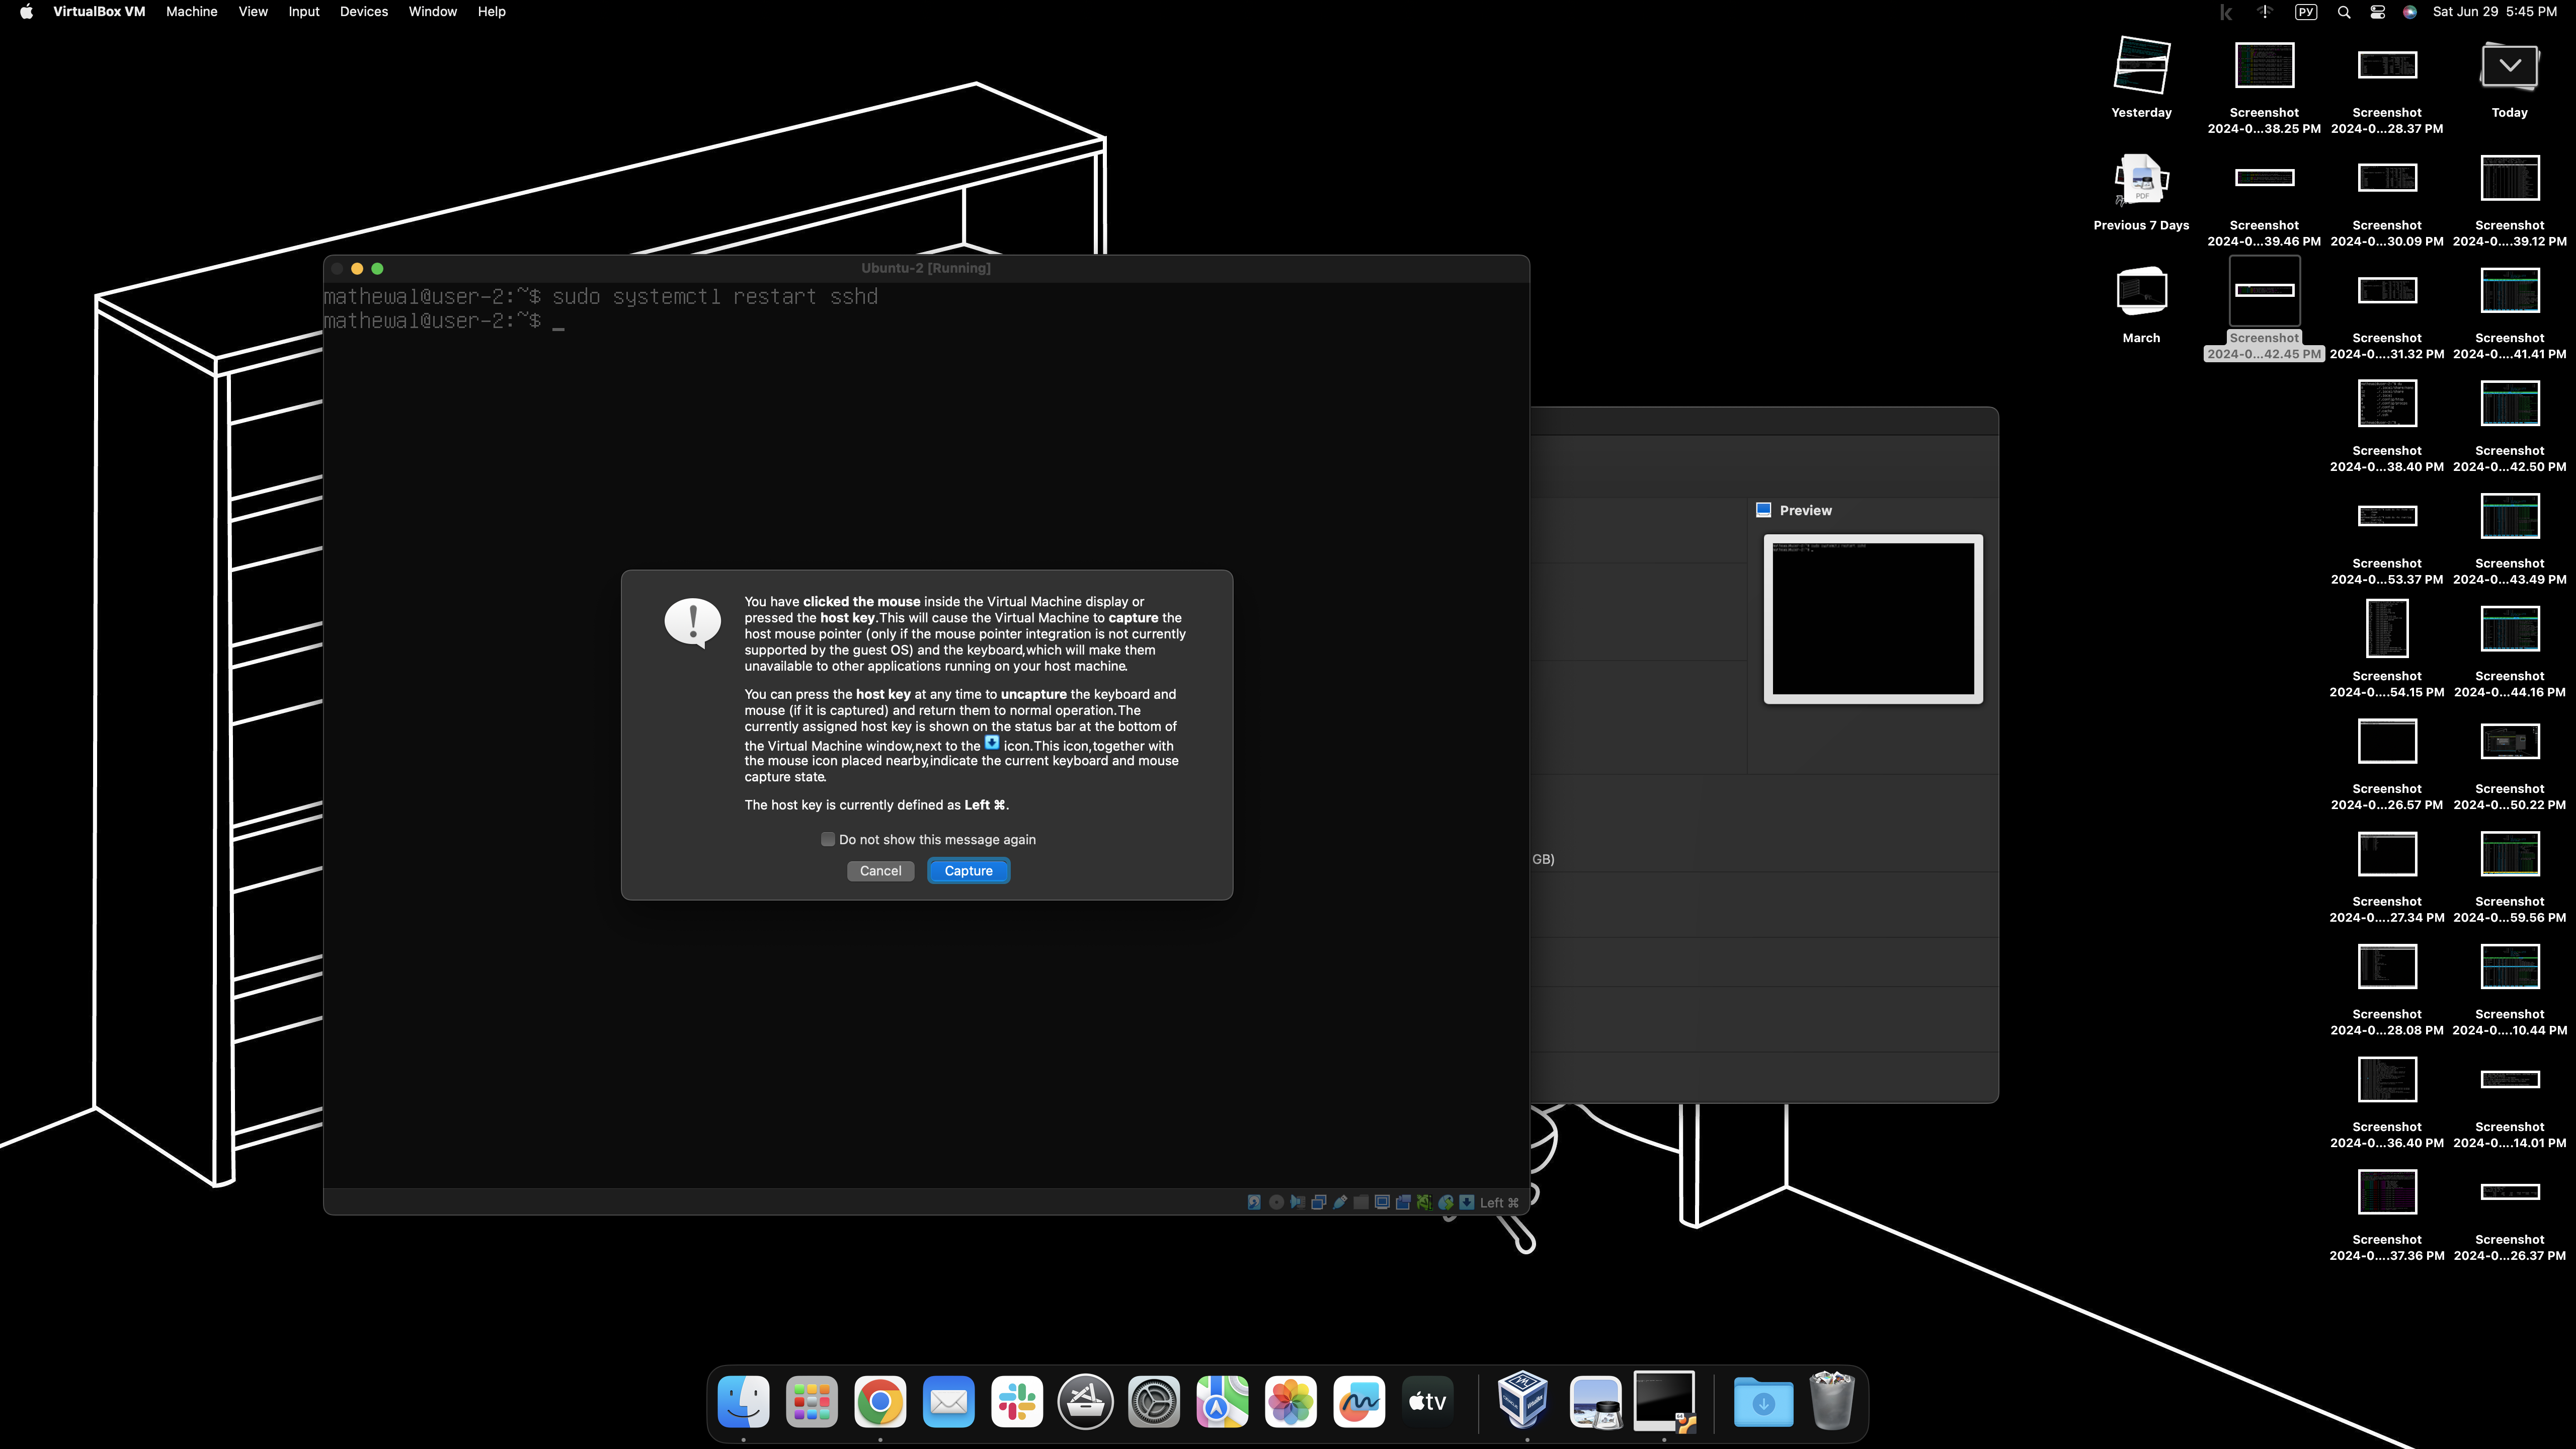 VirtualBox VM Machine View Input Devices Window Help
РУ Sat Jun 29 5:45 PM
Ubuntu-2 [Running]
mathewal@user-2:~$ sudo systemctl restart sshd
mathewal@user-2:~$ _
You have clicked the mouse inside the Virtual Machine display or
pressed the host key.This will cause the Virtual Machine to capture the
host mouse pointer (only if the mouse pointer integration is not currently
supported by the guest OS) and the keyboard,which will make them
unavailable to other applications running on your host machine.
You can press the host key at any time to uncapture the keyboard and
mouse (if it is captured) and return them to normal operation.The
currently assigned host key is shown on the status bar at the bottom of
the Virtual Machine window,next to the icon.This icon,together with
the mouse icon placed nearby,indicate the current keyboard and mouse
capture state.
The host key is currently defined as Left ⌘.
Do not show this message again
Cancel Capture
Left ⌘
Preview
GB)
Yesterday
Screenshot
2024-0...38.25 PM
Screenshot
2024-0...28.37 PM
Today
PDF
Previous 7 Days
Screenshot
2024-0...39.46 PM
Screenshot
2024-0...30.09 PM
Screenshot
2024-0....39.12 PM
March
Screenshot
2024-0...42.45 PM
Screenshot
2024-0....31.32 PM
Screenshot
2024-0....41.41 PM
Screenshot
2024-0...38.40 PM
Screenshot
2024-0...42.50 PM
Screenshot
2024-0...53.37 PM
Screenshot
2024-0...43.49 PM
Screenshot
2024-0....54.15 PM
Screenshot
2024-0...44.16 PM
Screenshot
2024-0...26.57 PM
Screenshot
2024-0...50.22 PM
Screenshot
2024-0....27.34 PM
Screenshot
2024-0...59.56 PM
Screenshot
2024-0...28.08 PM
Screenshot
2024-0....10.44 PM
Screenshot
2024-0...36.40 PM
Screenshot
2024-0....14.01 PM
Screenshot
2024-0....37.36 PM
Screenshot
2024-0...26.37 PM
tv